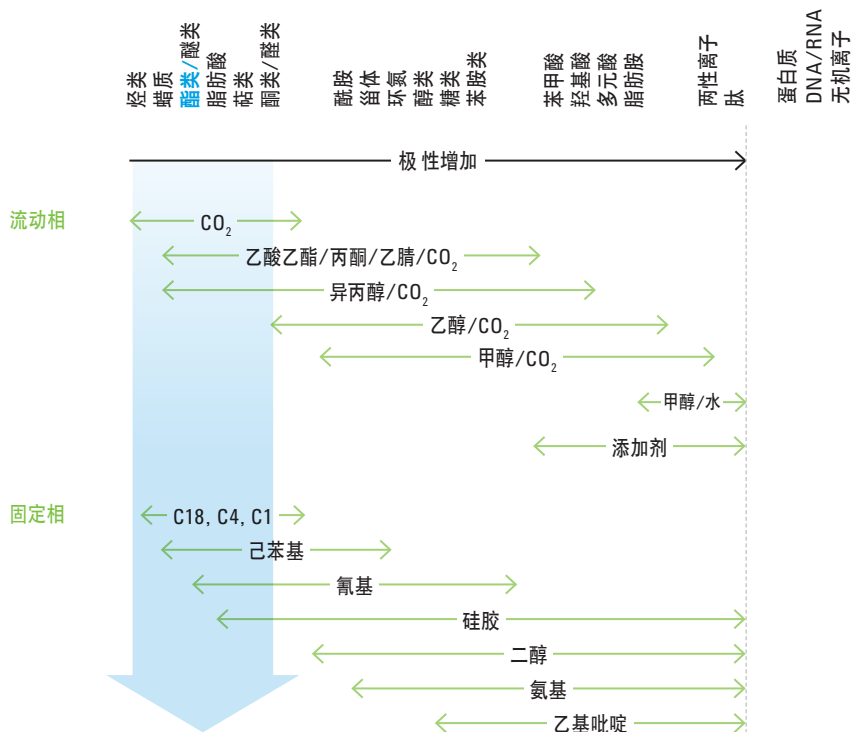 烃类
蜡质
酯类/醚类
脂肪酸
萜类
酮类/醛类
酰胺
甾体
环氮
醇类
糖类
苯胺类
苯甲酸
羟基酸
多元酸
脂肪胺
两性离子
肽
蛋白质
DNA/RNA
无机离子
极性增加
流动相
CO₂
乙酸乙酯/丙酮/乙腈/CO₂
异丙醇/CO₂
乙醇/CO₂
甲醇/CO₂
甲醇/水
添加剂
固定相
C18, C4, C1
己苯基
氰基
硅胶
二醇
氨基
乙基吡啶